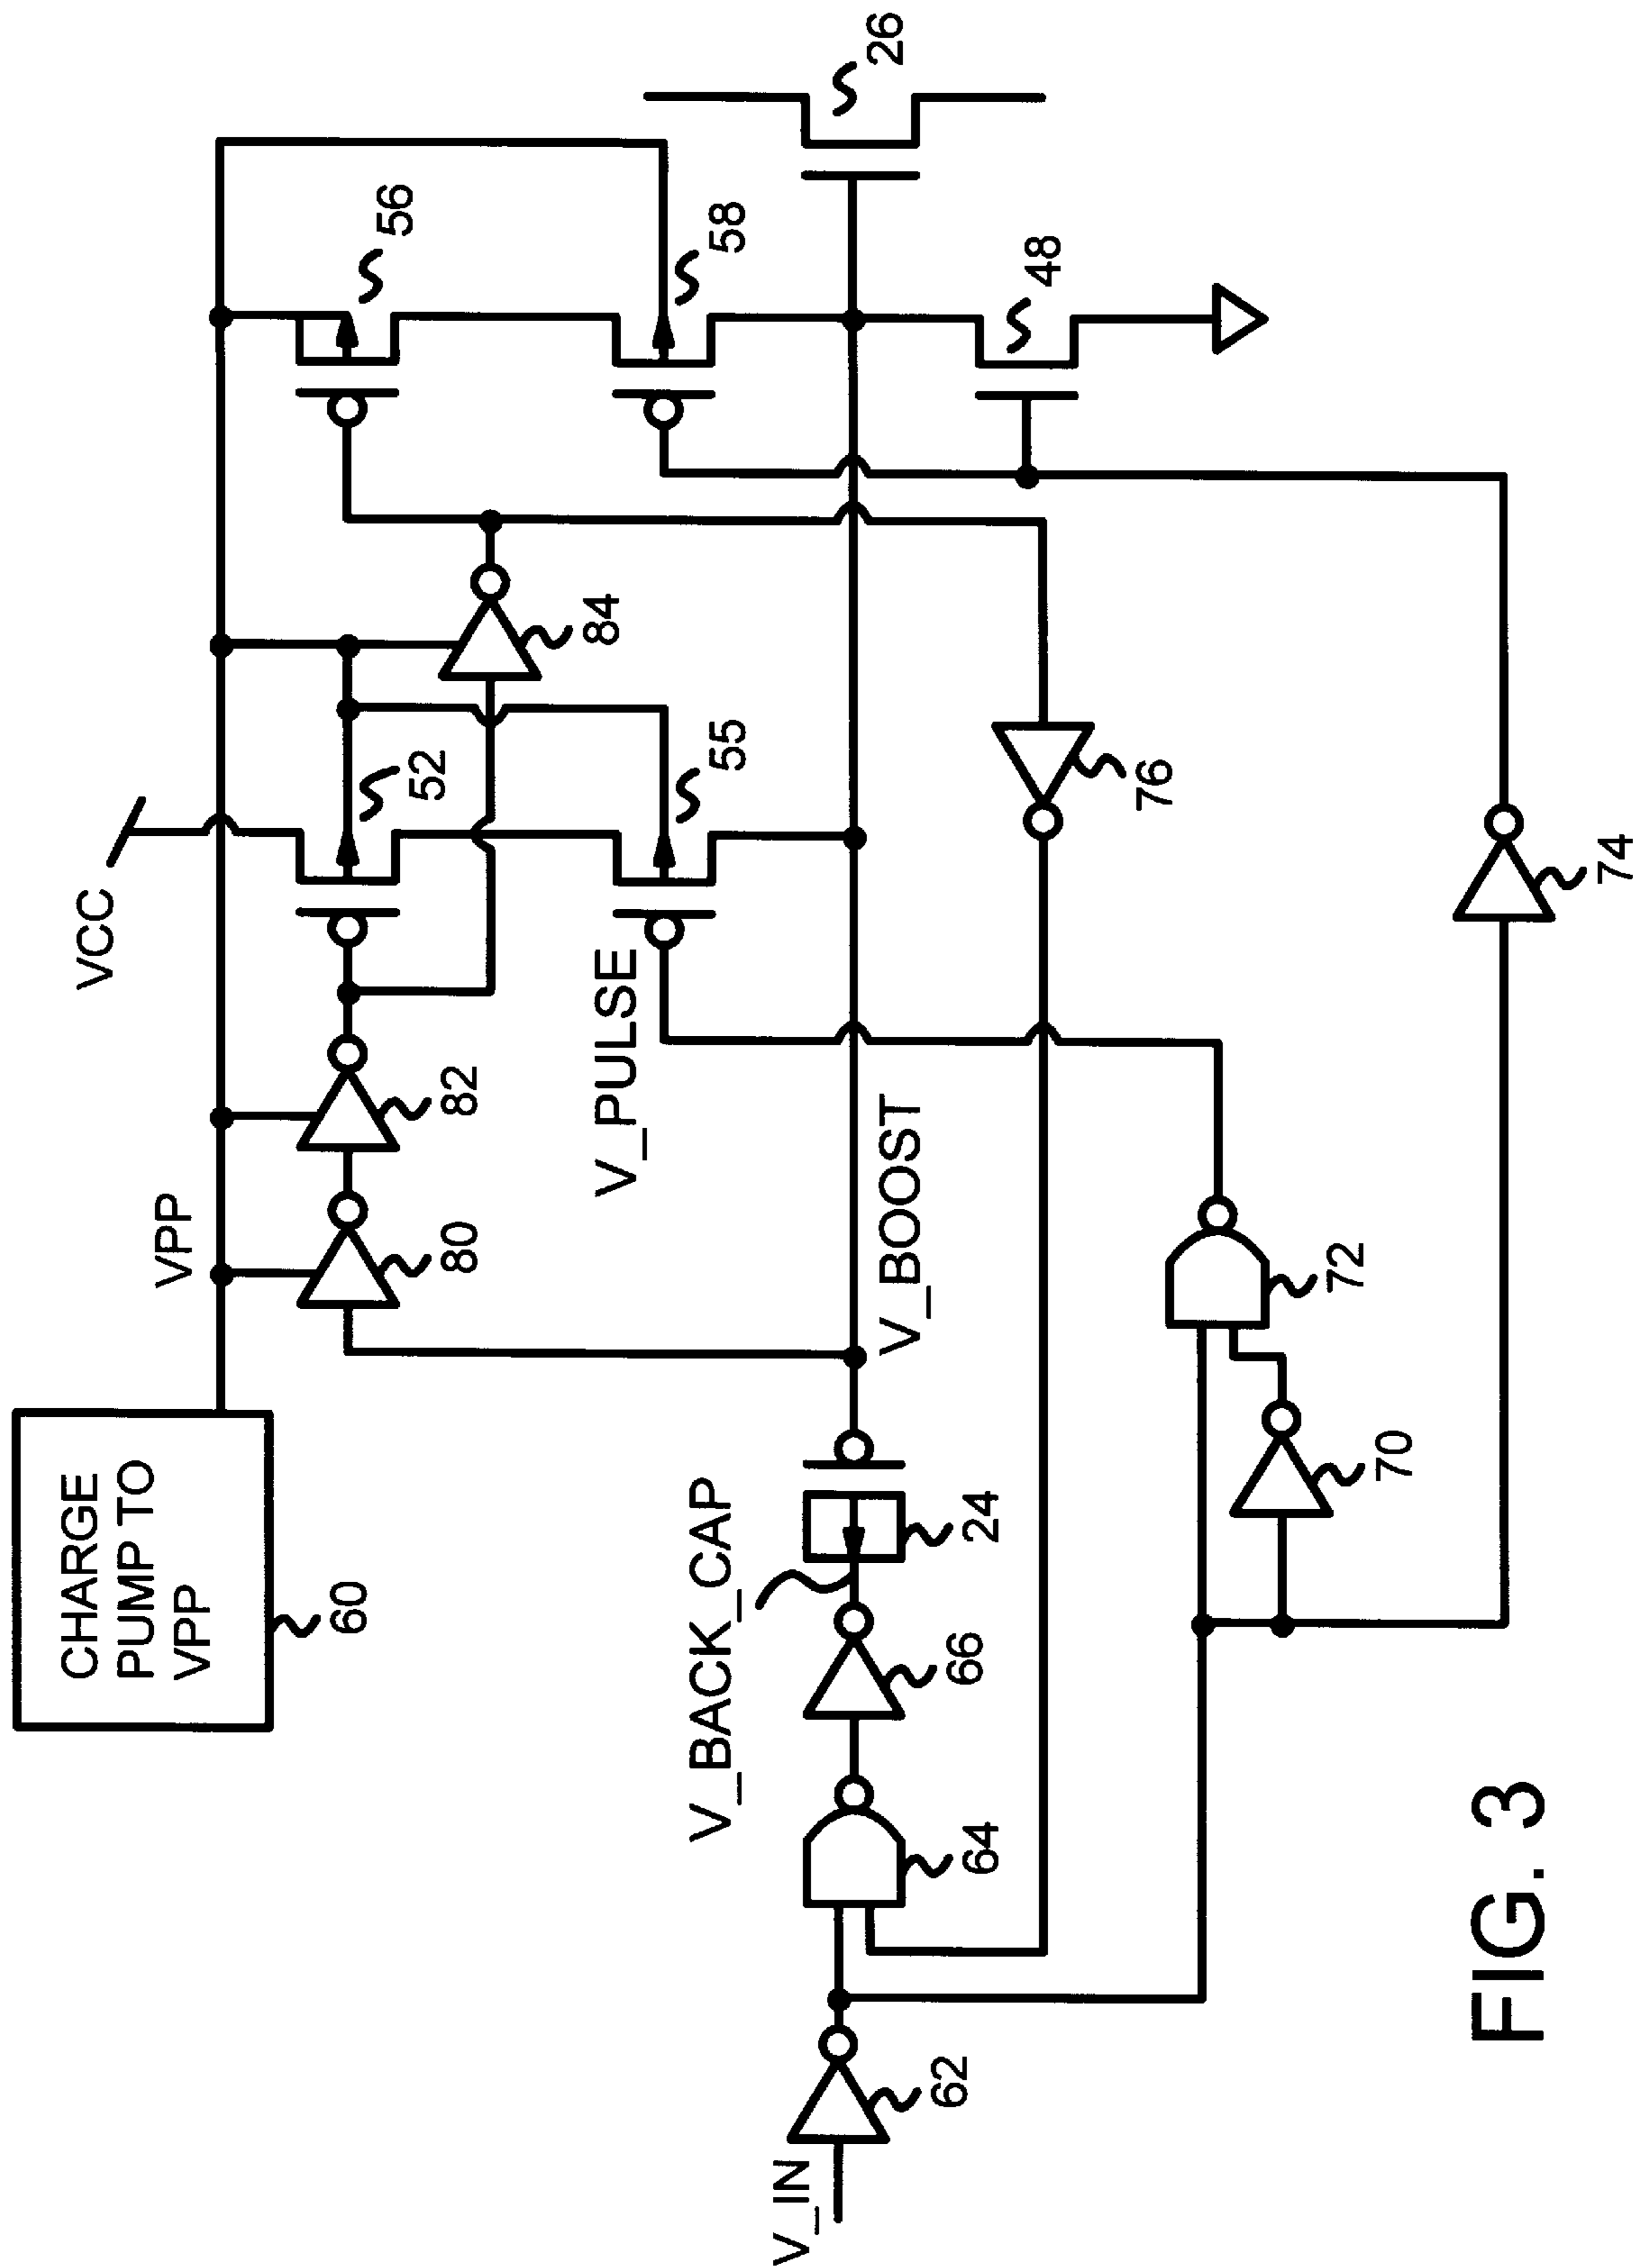 CHARGE
PUMP TO
VPP
60
VPP
VCC
80
82
52
84
56
V_PULSE
55
58
V_BACK_CAP
V_BOOST
26
V_IN
62
64
66
24
76
48
70
72
74
FIG. 3